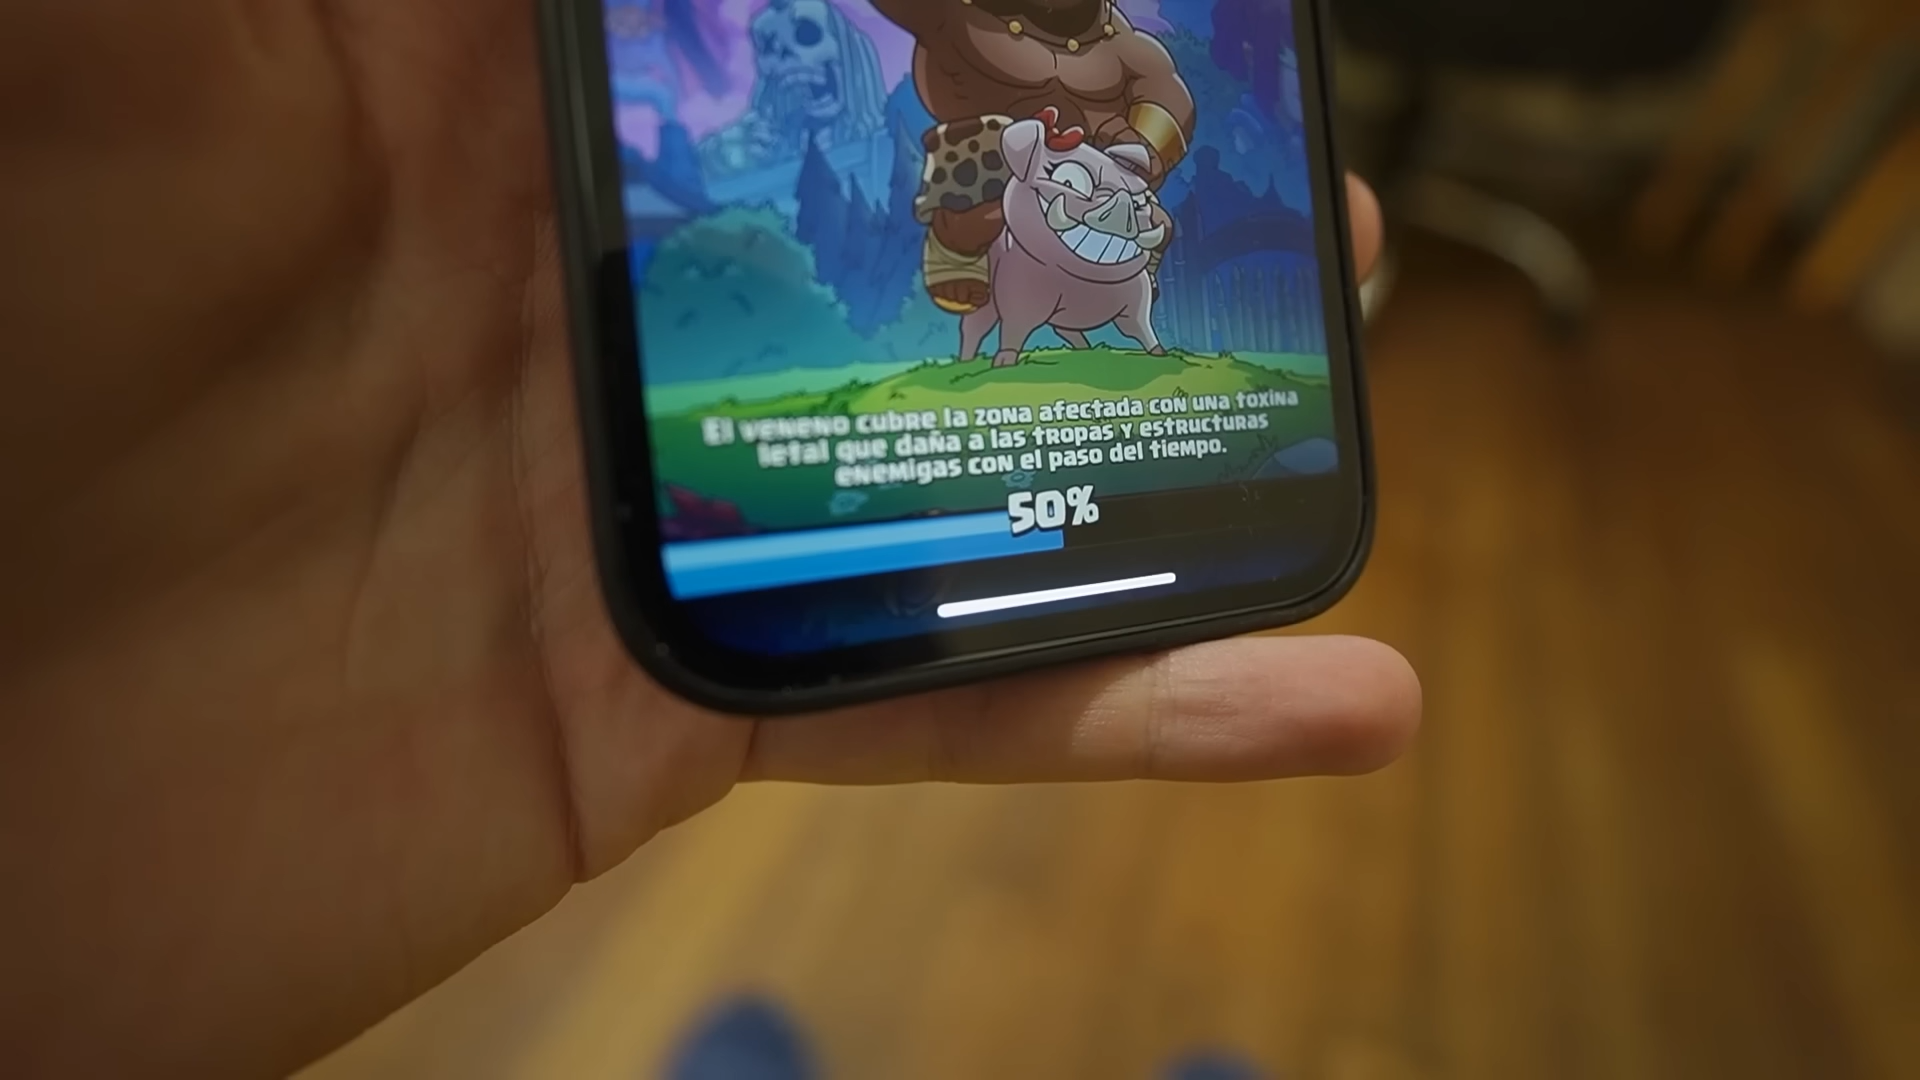 El veneno cubre la zona afectada con una toxina
letal que daña a las tropas y estructuras
enemigas con el paso del tiempo.
50%